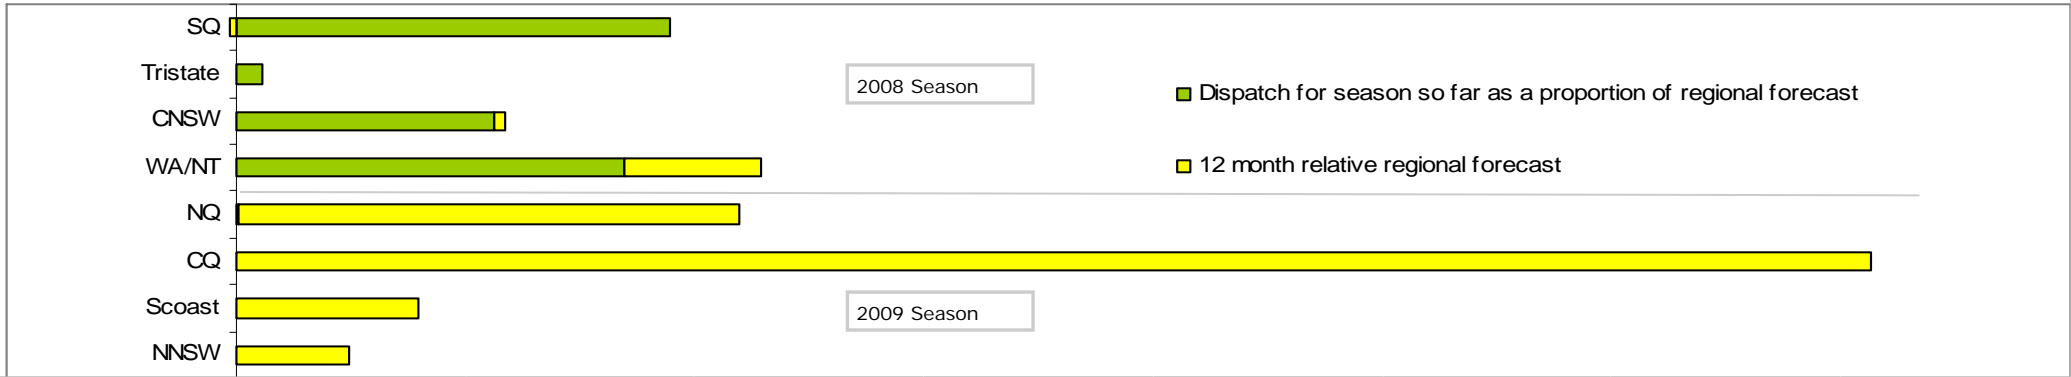 SQ
Tristate
CNSW
WA/NT
NQ
CQ
Scoast
NNSW
2008 Season
2009 Season
Dispatch for season so far as a proportion of regional forecast
12 month relative regional forecast